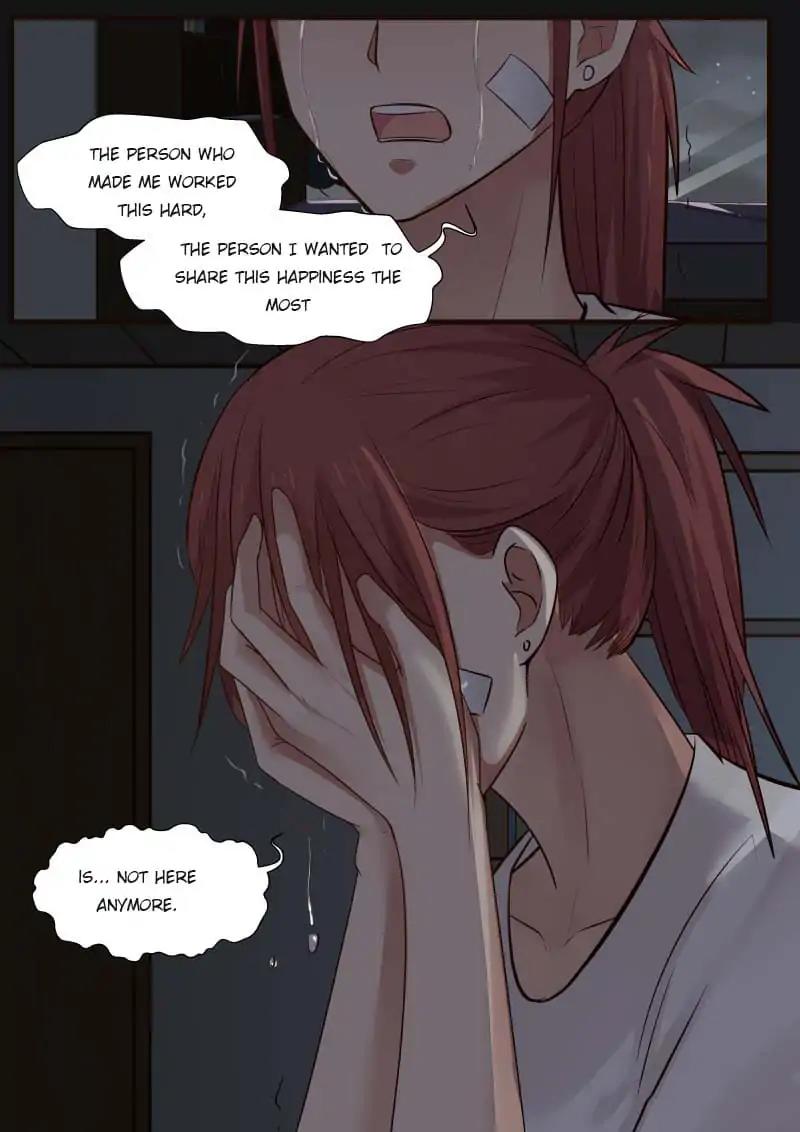 THE PERSON WHO
MADE ME WORKED
THIS HARD,
THE PERSON I WANTED TO
SHARE THIS HAPPINESS THE
MOST
IS... NOT HERE
ANYMORE.